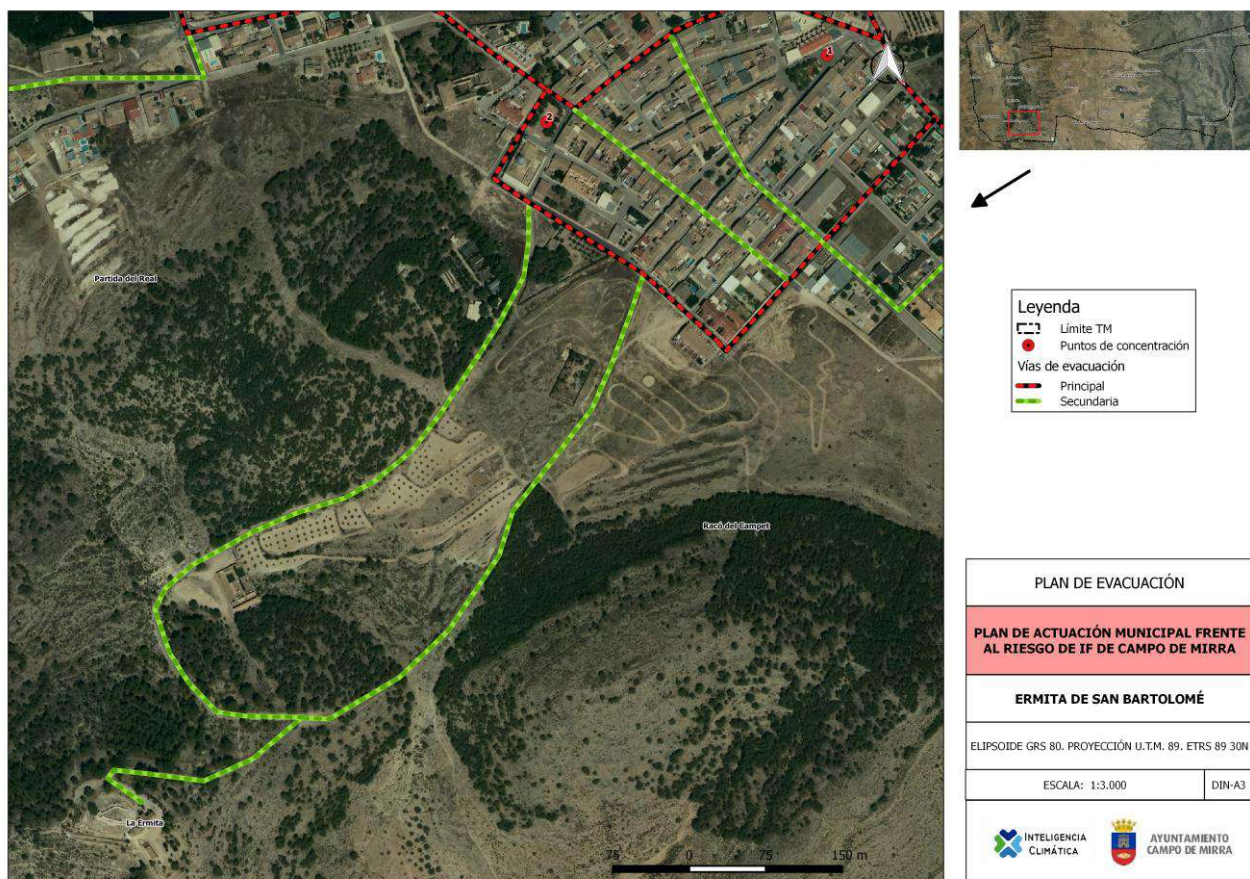 1
2
Partida del Real
Racó del Campet
La Ermita
75 0 75 150 m
Leyenda
Límite TM
Puntos de concentración
Vías de evacuación
Principal
Secundaria
PLAN DE EVACUACIÓN
PLAN DE ACTUACIÓN MUNICIPAL FRENTE
AL RIESGO DE IF DE CAMPO DE MIRRA
ERMITA DE SAN BARTOLOMÉ
ELIPSOIDE GRS 80. PROYECCIÓN U.T.M. 89. ETRS 89 30N
ESCALA: 1:3.000
DIN-A3
INTELIGENCIA
CLIMÁTICA
AYUNTAMIENTO
CAMPO DE MIRRA